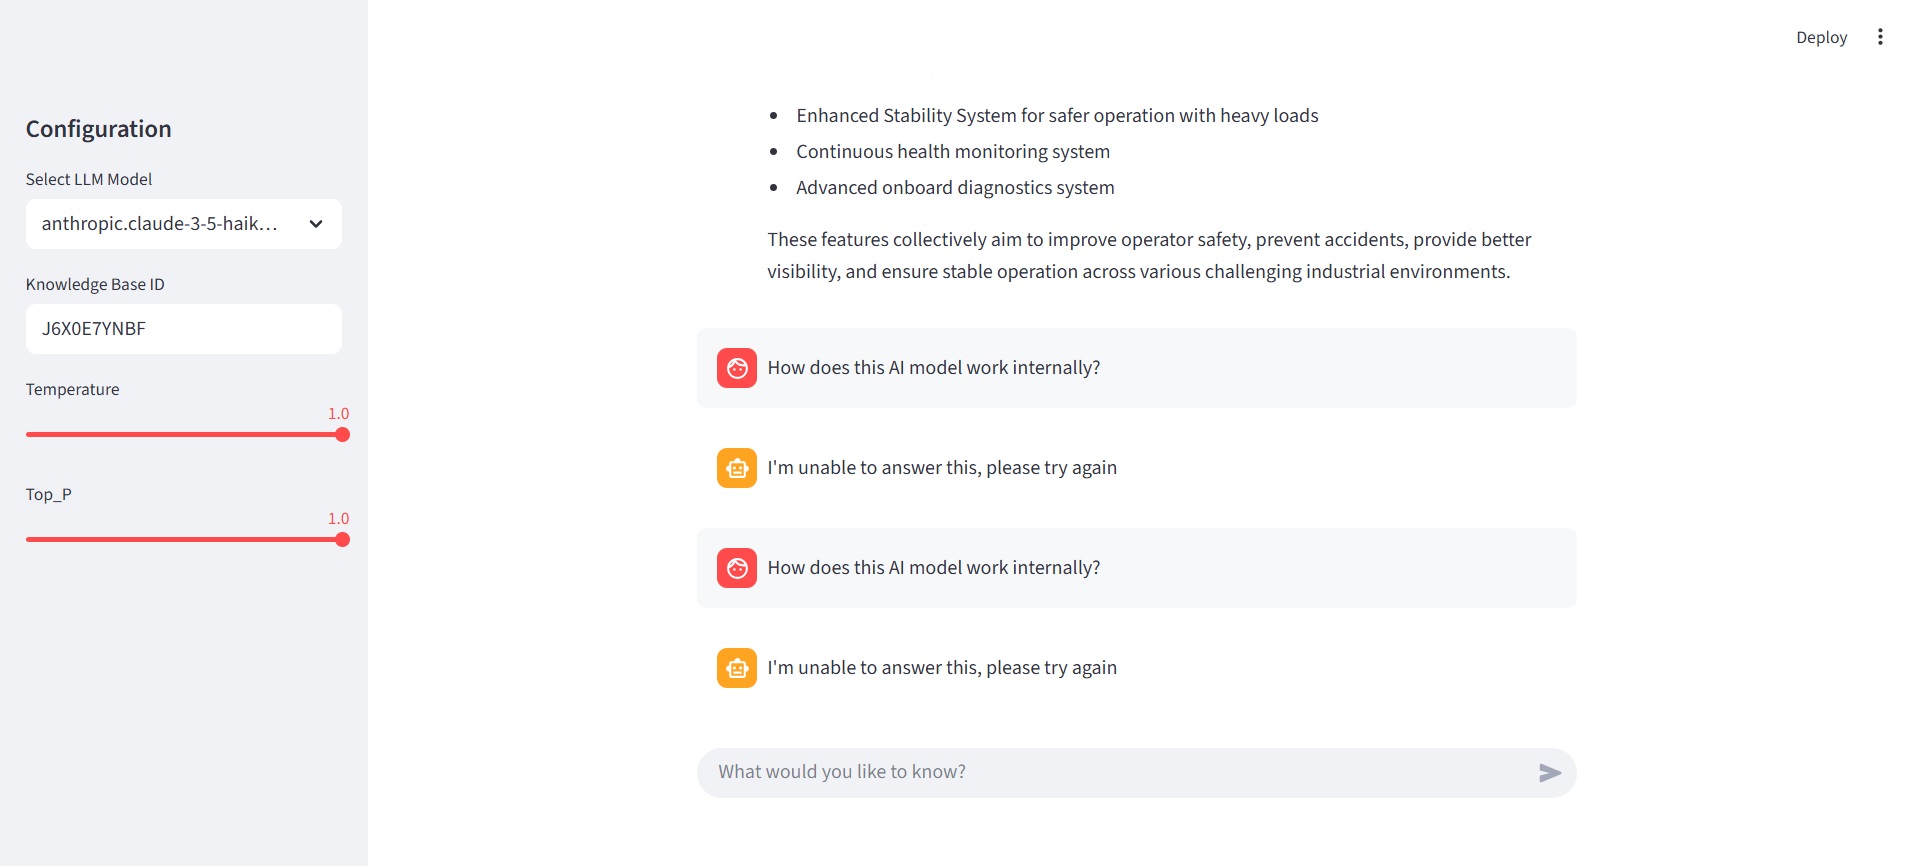 Deploy
Configuration
Select LLM Model
anthropic.claude-3-5-haik...
Knowledge Base ID
J6X0E7YNBF
Temperature
1.0
Top_P
1.0
• Enhanced Stability System for safer operation with heavy loads
• Continuous health monitoring system
• Advanced onboard diagnostics system
These features collectively aim to improve operator safety, prevent accidents, provide better
visibility, and ensure stable operation across various challenging industrial environments.
How does this AI model work internally?
I'm unable to answer this, please try again
How does this AI model work internally?
I'm unable to answer this, please try again
What would you like to know?